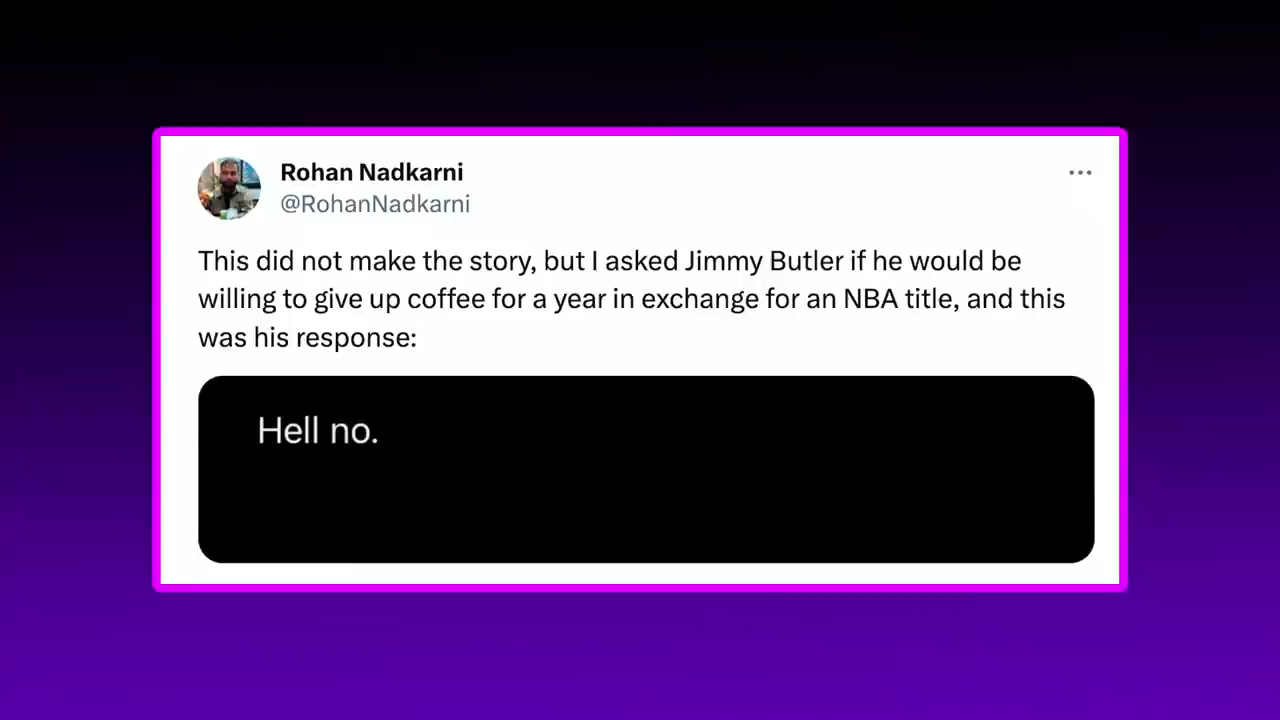 Rohan Nadkarni
@RohanNadkarni
This did not make the story, but I asked Jimmy Butler if he would be
willing to give up coffee for a year in exchange for an NBA title, and this
was his response:
Hell no.